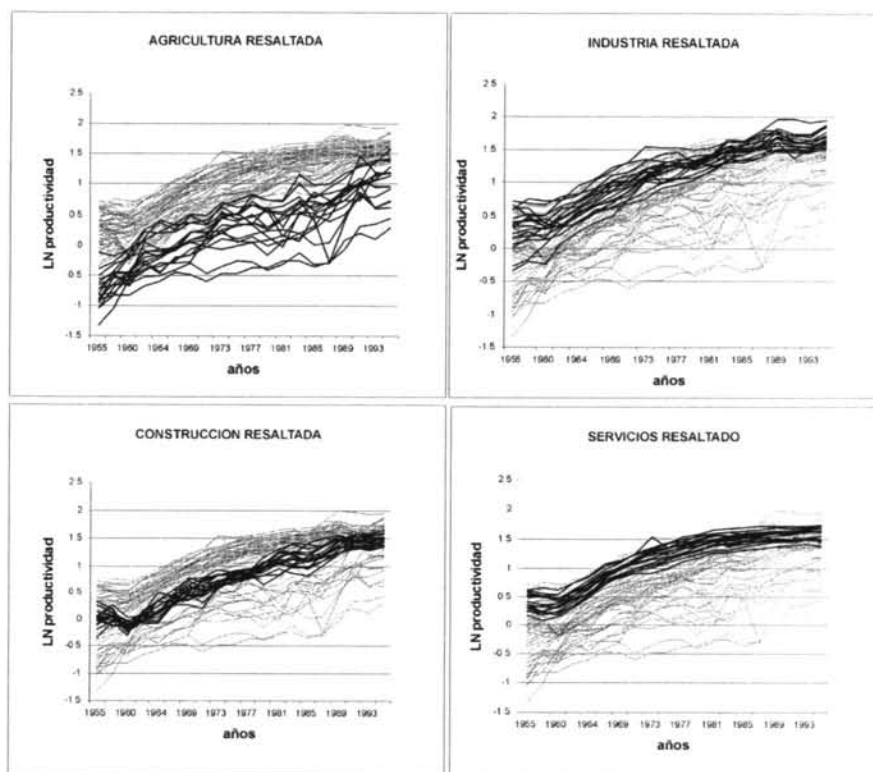 AGRICULTURA RESALTADA
LN productividad
2.5
2
1.5
1
0.5
0
-0.5
-1
-1.5
1955 1960 1964 1969 1973 1977 1981 1985 1989 1993
años
INDUSTRIA RESALTADA
LN productividad
2.5
2
1.5
1
0.5
0
-0.5
-1
-1.5
1955 1960 1964 1969 1973 1977 1981 1985 1989 1993
años
CONSTRUCCION RESALTADA
LN productividad
2.5
2
1.5
1
0.5
0
-0.5
-1
-1.5
1955 1960 1964 1969 1973 1977 1981 1985 1989 1993
años
SERVICIOS RESALTADO
LN productividad
2.5
2
1.5
1
0.5
0
-0.5
-1
-1.5
1955 1960 1964 1969 1973 1977 1981 1985 1989 1993
años